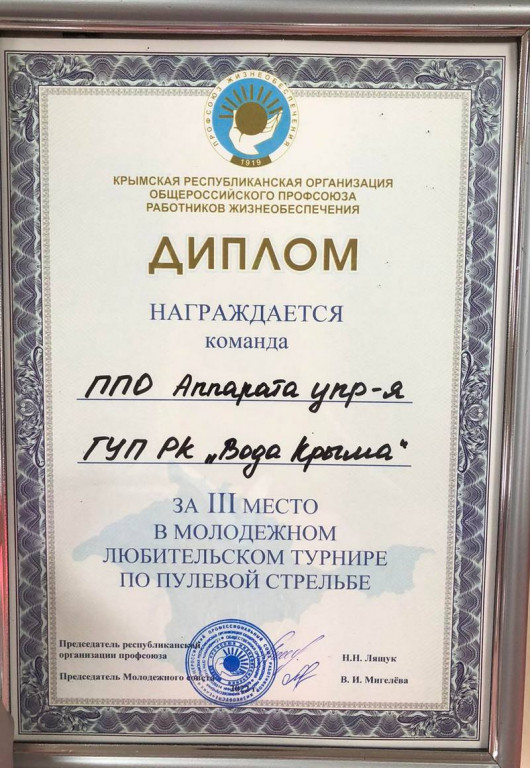 ПРОФСОЮЗ ЖИЗНЕОБЕСПЕЧЕНИЯ
1919
КРЫМСКАЯ РЕСПУБЛИКАНСКАЯ ОРГАНИЗАЦИЯ
ОБЩЕРОССИЙСКОГО ПРОФСОЮЗА
РАБОТНИКОВ ЖИЗНЕОБЕСПЕЧЕНИЯ
ДИПЛОМ
НАГРАЖДАЕТСЯ
команда
ППО Аппарата упр-я
ГУП РК „Вода Крыма“
ЗА III МЕСТО
В МОЛОДЕЖНОМ
ЛЮБИТЕЛЬСКОМ ТУРНИРЕ
ПО ПУЛЕВОЙ СТРЕЛЬБЕ
Председатель республиканской
организации профсоюза
Н.Н. Лящук
Председатель Молодежного совета
В. И. Мигелёва